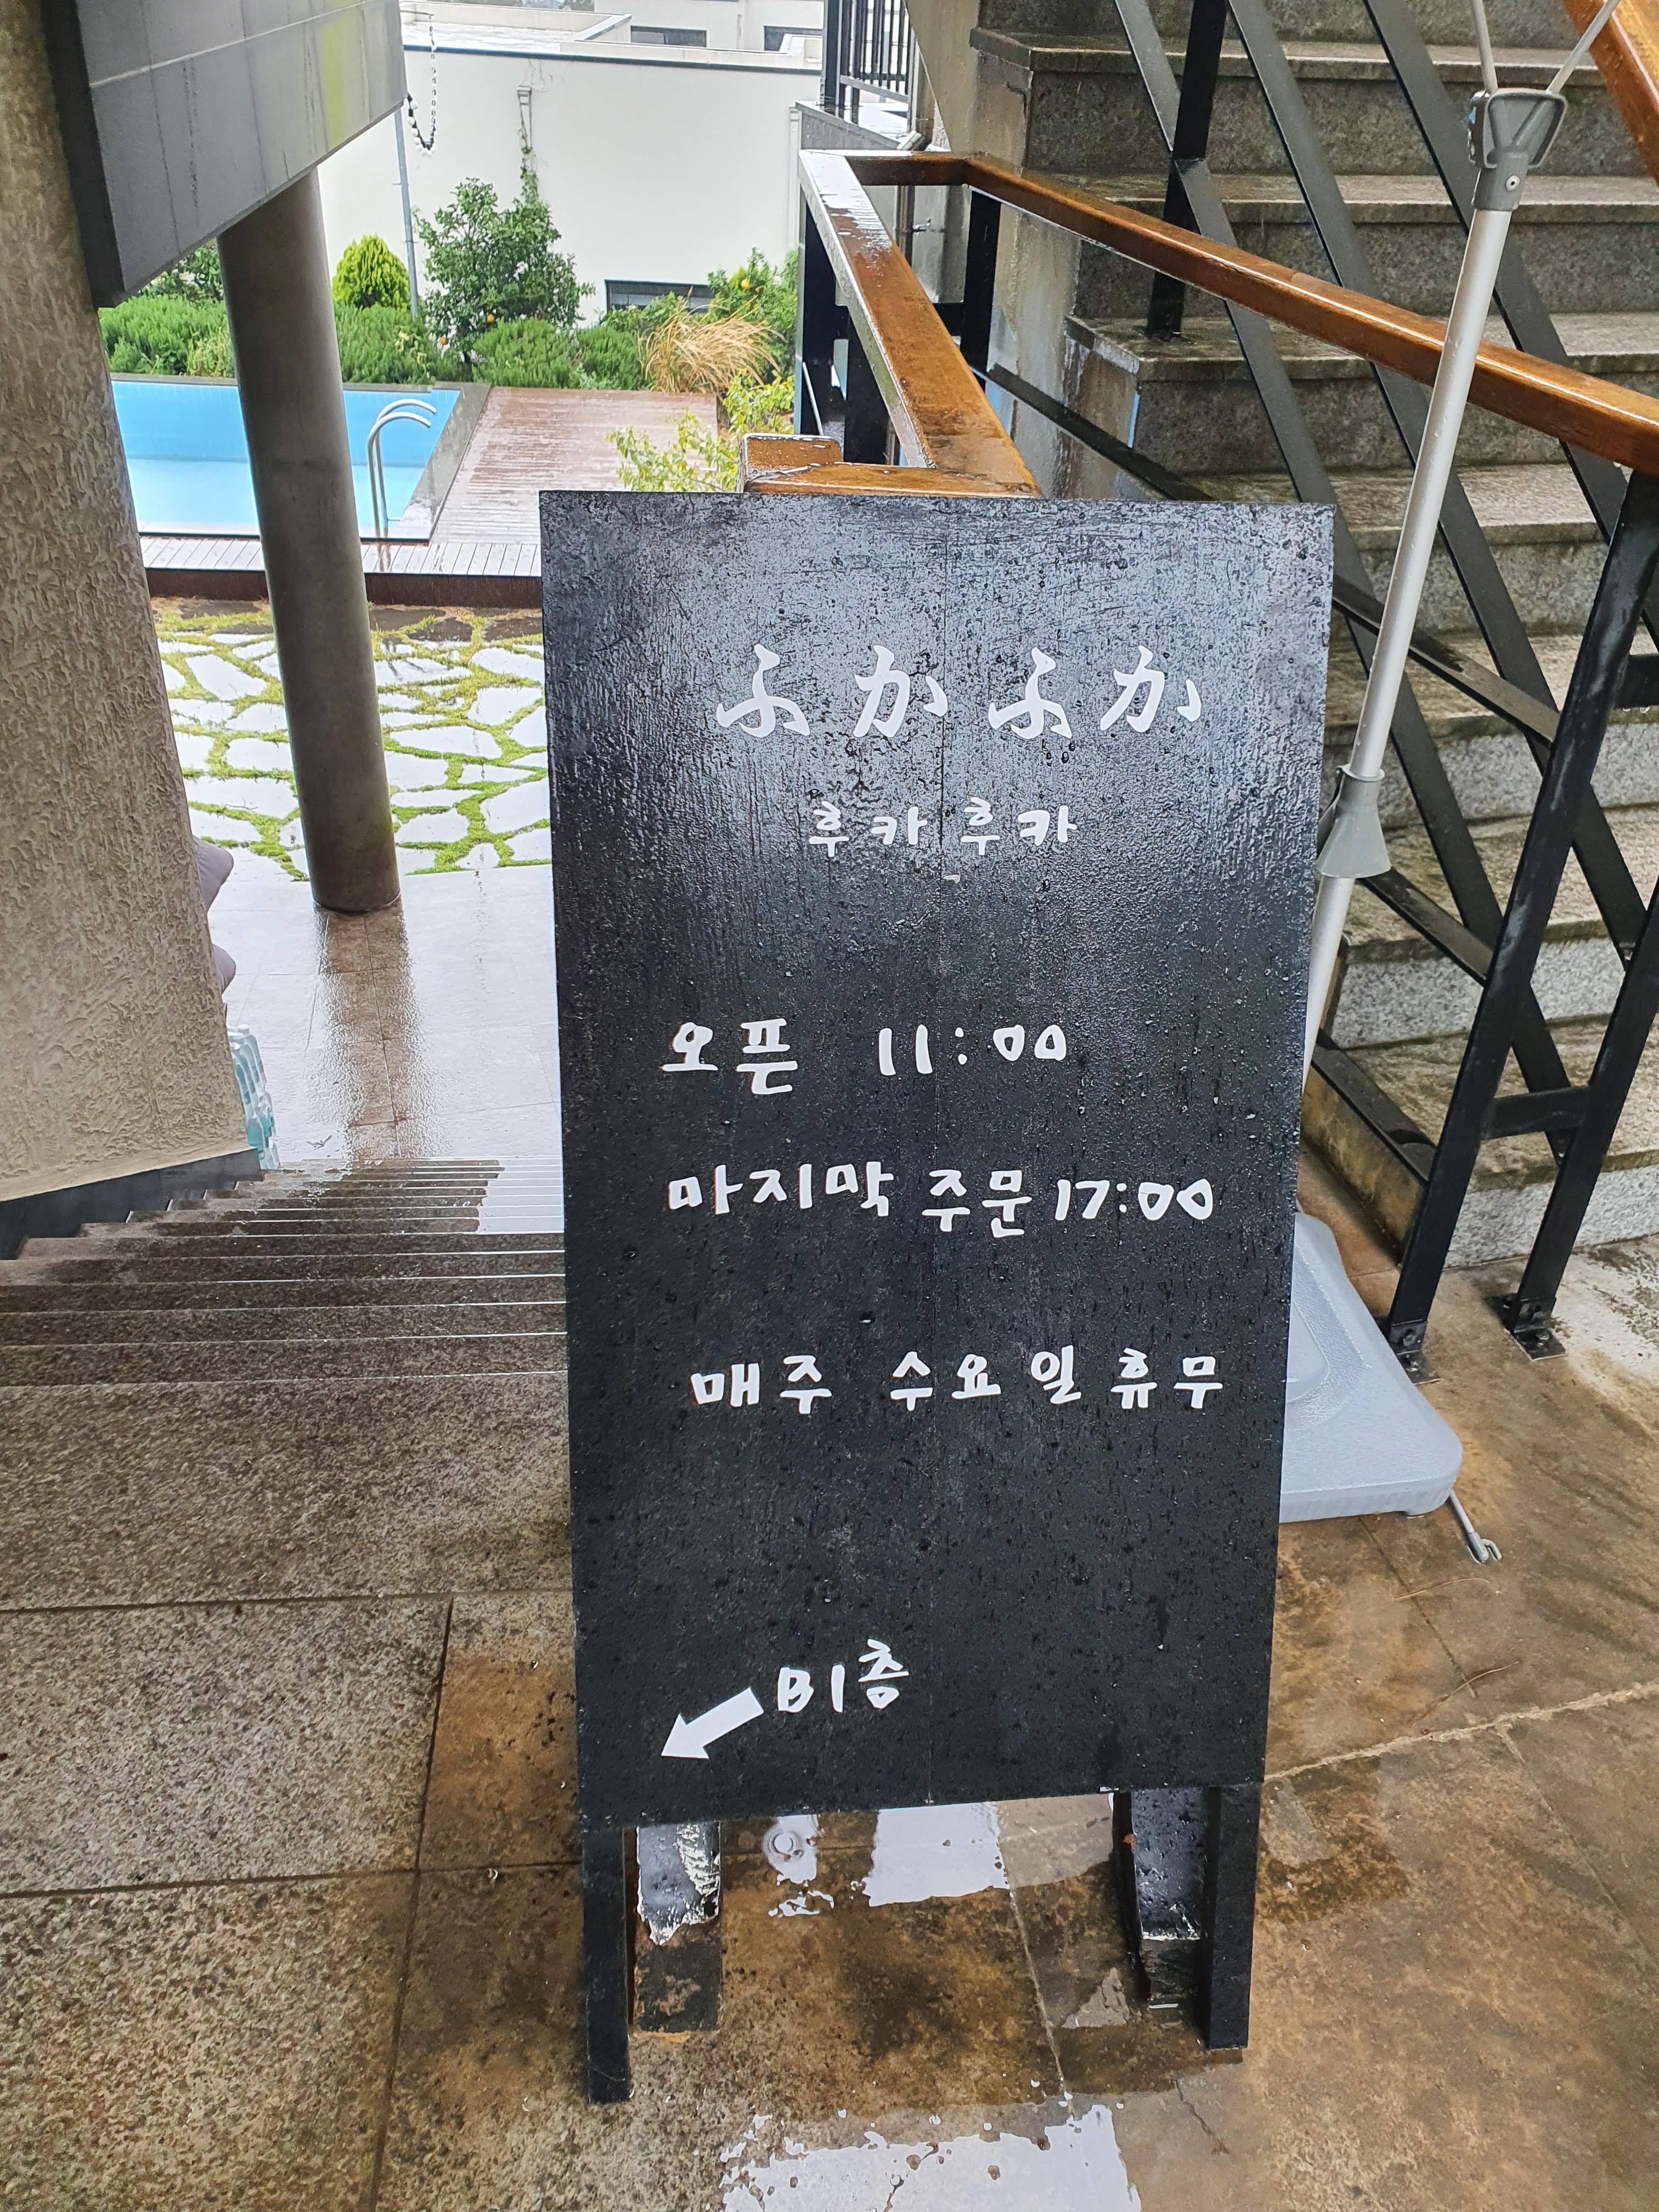 ふかふか
후카후카
오픈 11:00
마지막 주문 17:00
매주 수요일 휴무
B1층